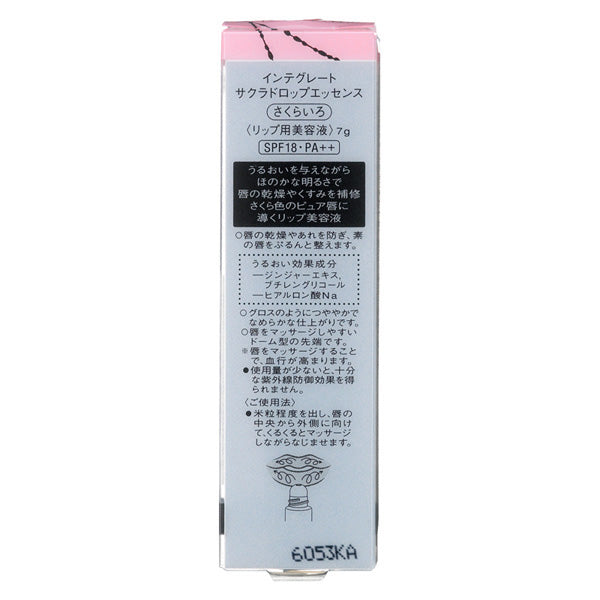 インテグレート
サクラドロップエッセンス
さくらいろ
〈リップ用美容液〉7g
SPF18・PA++
うるおいを与えながら
ほのかな明るさで
唇の乾燥やくすみを補修
さくら色のピュア唇に
導くリップ美容液
○唇の乾燥やあれを防ぎ、素
の唇をぷるんと整えます。
うるおい効果成分
―ジンジャーエキス,
ブチレングリコール
―ヒアルロン酸Na
○グロスのようにつややかで
なめらかな仕上がりです。
○唇をマッサージしやすい
ドーム型の先端です。
※唇をマッサージすること
で、血行が高まります。
●使用量が少ないと、十分
な紫外線防御効果を得
られません。
〈ご使用法〉
●米粒程度を出し、唇の
中央から外側に向け
て、くるくるとマッサージ
しながらなじませます。
6053KA